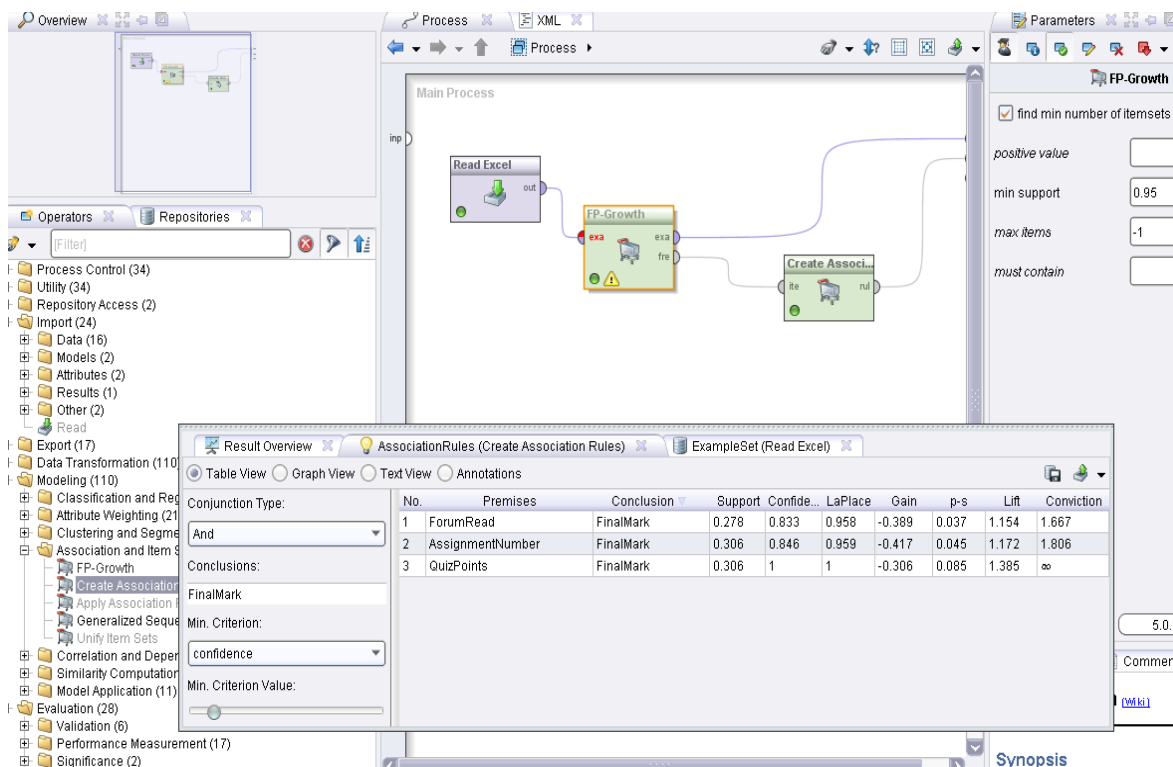 Overview
Process
XML
Parameters
Process
FP-Growth
Main Process
inp
Read Excel
out
FP-Growth
exa
exa
fre
Create Associ...
ite
rul
find min number of itemsets
positive value
min support
0.95
max items
-1
must contain
Operators
Repositories
[Filter]
Process Control (34)
Utility (34)
Repository Access (2)
Import (24)
Data (16)
Models (2)
Attributes (2)
Results (1)
Other (2)
Read
Export (17)
Data Transformation (110)
Modeling (110)
Classification and Reg
Attribute Weighting (21
Clustering and Segme
Association and Item S
FP-Growth
Create Association
Apply Association
Generalized Seque
Unify Item Sets
Correlation and Deper
Similarity Computation
Model Application (11)
Evaluation (28)
Validation (6)
Performance Measurement (17)
Significance (2)
Result Overview
AssociationRules (Create Association Rules)
ExampleSet (Read Excel)
Table View Graph View Text View Annotations
Conjunction Type:
And
Conclusions:
FinalMark
Min. Criterion:
confidence
Min. Criterion Value:
No. Premises Conclusion Support Confide... LaPlace Gain p-s Lift Conviction
1 ForumRead FinalMark 0.278 0.833 0.958 -0.389 0.037 1.154 1.667
2 AssignmentNumber FinalMark 0.306 0.846 0.959 -0.417 0.045 1.172 1.806
3 QuizPoints FinalMark 0.306 1 1 -0.306 0.085 1.385 ∞
5.0.
Commer
(Wiki)
Synopsis